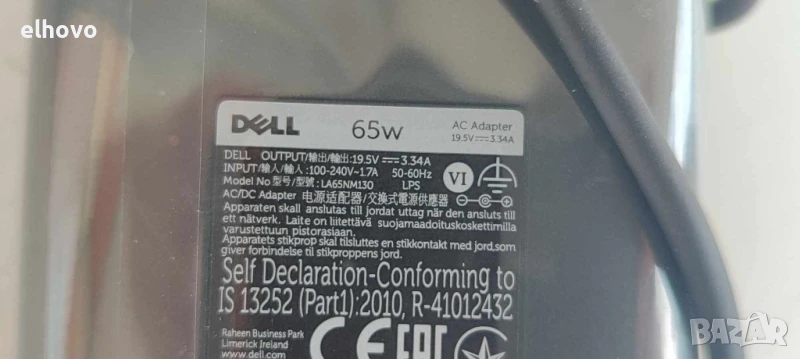 elhovo
DELL 65W AC Adapter
19.5V⎓3.34A
DELL OUTPUT/輸出/输出:19.5V⎓3.34A
INPUT/输入/輸入:100-240V~1.7A 50-60Hz
Model No 型号/型號:LA65NM130 LPS
VI
AC/DC Adapter 电源适配器/交換式電源供應器
Apparaten skall anslutas till jordat uttag när den ansluts till
ett nätverk. Laite on liitettävä suojamaadoituskoskettimilla
varustettuun pistorasiaan.
Apparatets stikprop skal tilsluttes en stikkontakt med jord,som
giver forbindelse til stikproppens jord.
Self Declaration-Conforming to
IS 13252 (Part1):2010, R-41012432
Raheen Business Park
Limerick Ireland
www.dell.com
CE EAC
BAZAR